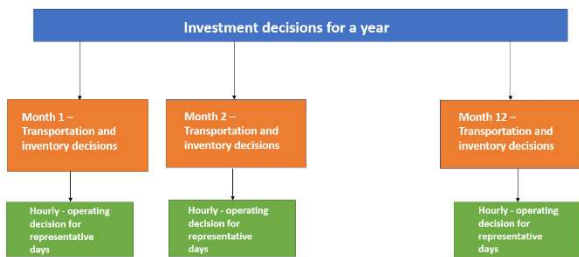 Investment decisions for a year
Month 1 –
Transportation and
inventory decisions
Month 2 –
Transportation and
inventory decisions
Month 12 –
Transportation and
inventory decisions
Hourly - operating
decision for
representative
days
Hourly - operating
decision for
representative
days
Hourly - operating
decision for
representative
days